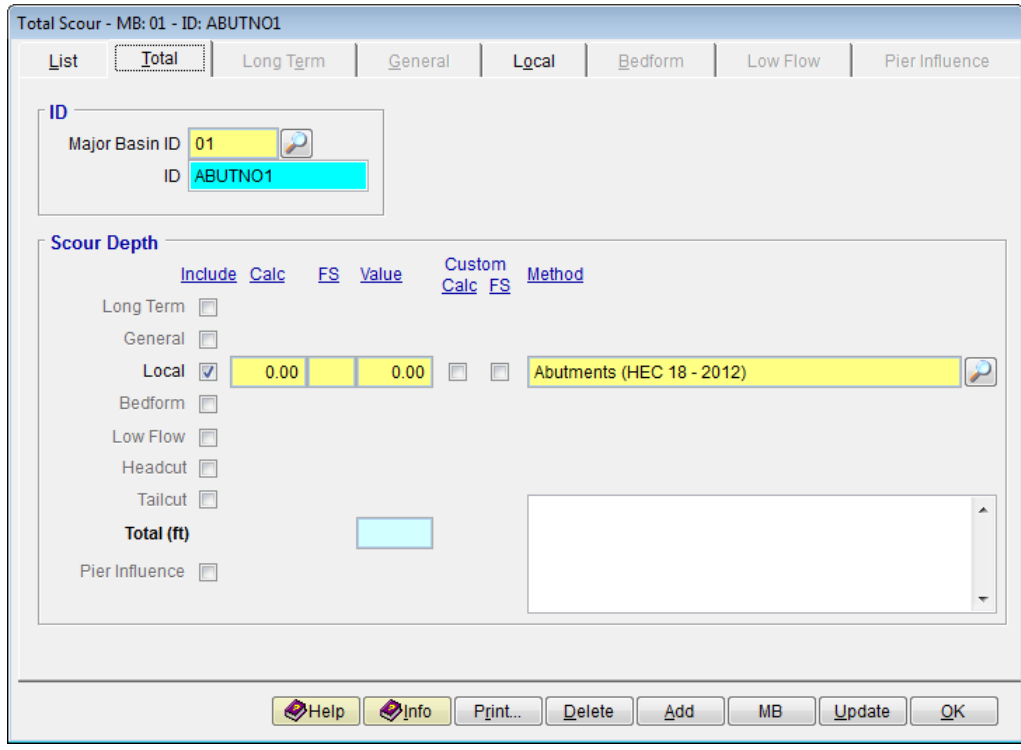 Total Scour - MB: 01 - ID: ABUTNO1
List Total Long Term General Local Bedform Low Flow Pier Influence
ID
Major Basin ID 01
ID ABUTNO1
Scour Depth
Include Calc FS Value Custom Calc FS Method
Long Term
General
Local 0.00 0.00 Abutments (HEC 18 - 2012)
Bedform
Low Flow
Headcut
Tailcut
Total (ft)
Pier Influence
Help Info Print... Delete Add MB Update OK